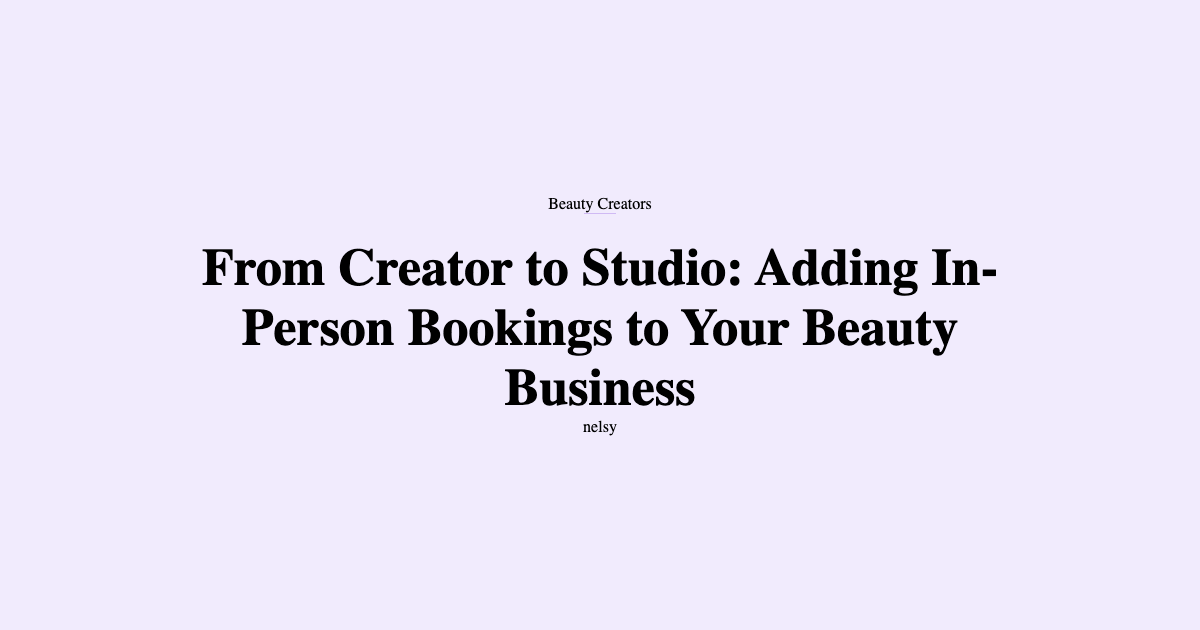 Beauty Creators
From Creator to Studio: Adding In-
Person Bookings to Your Beauty
Business
nelsy